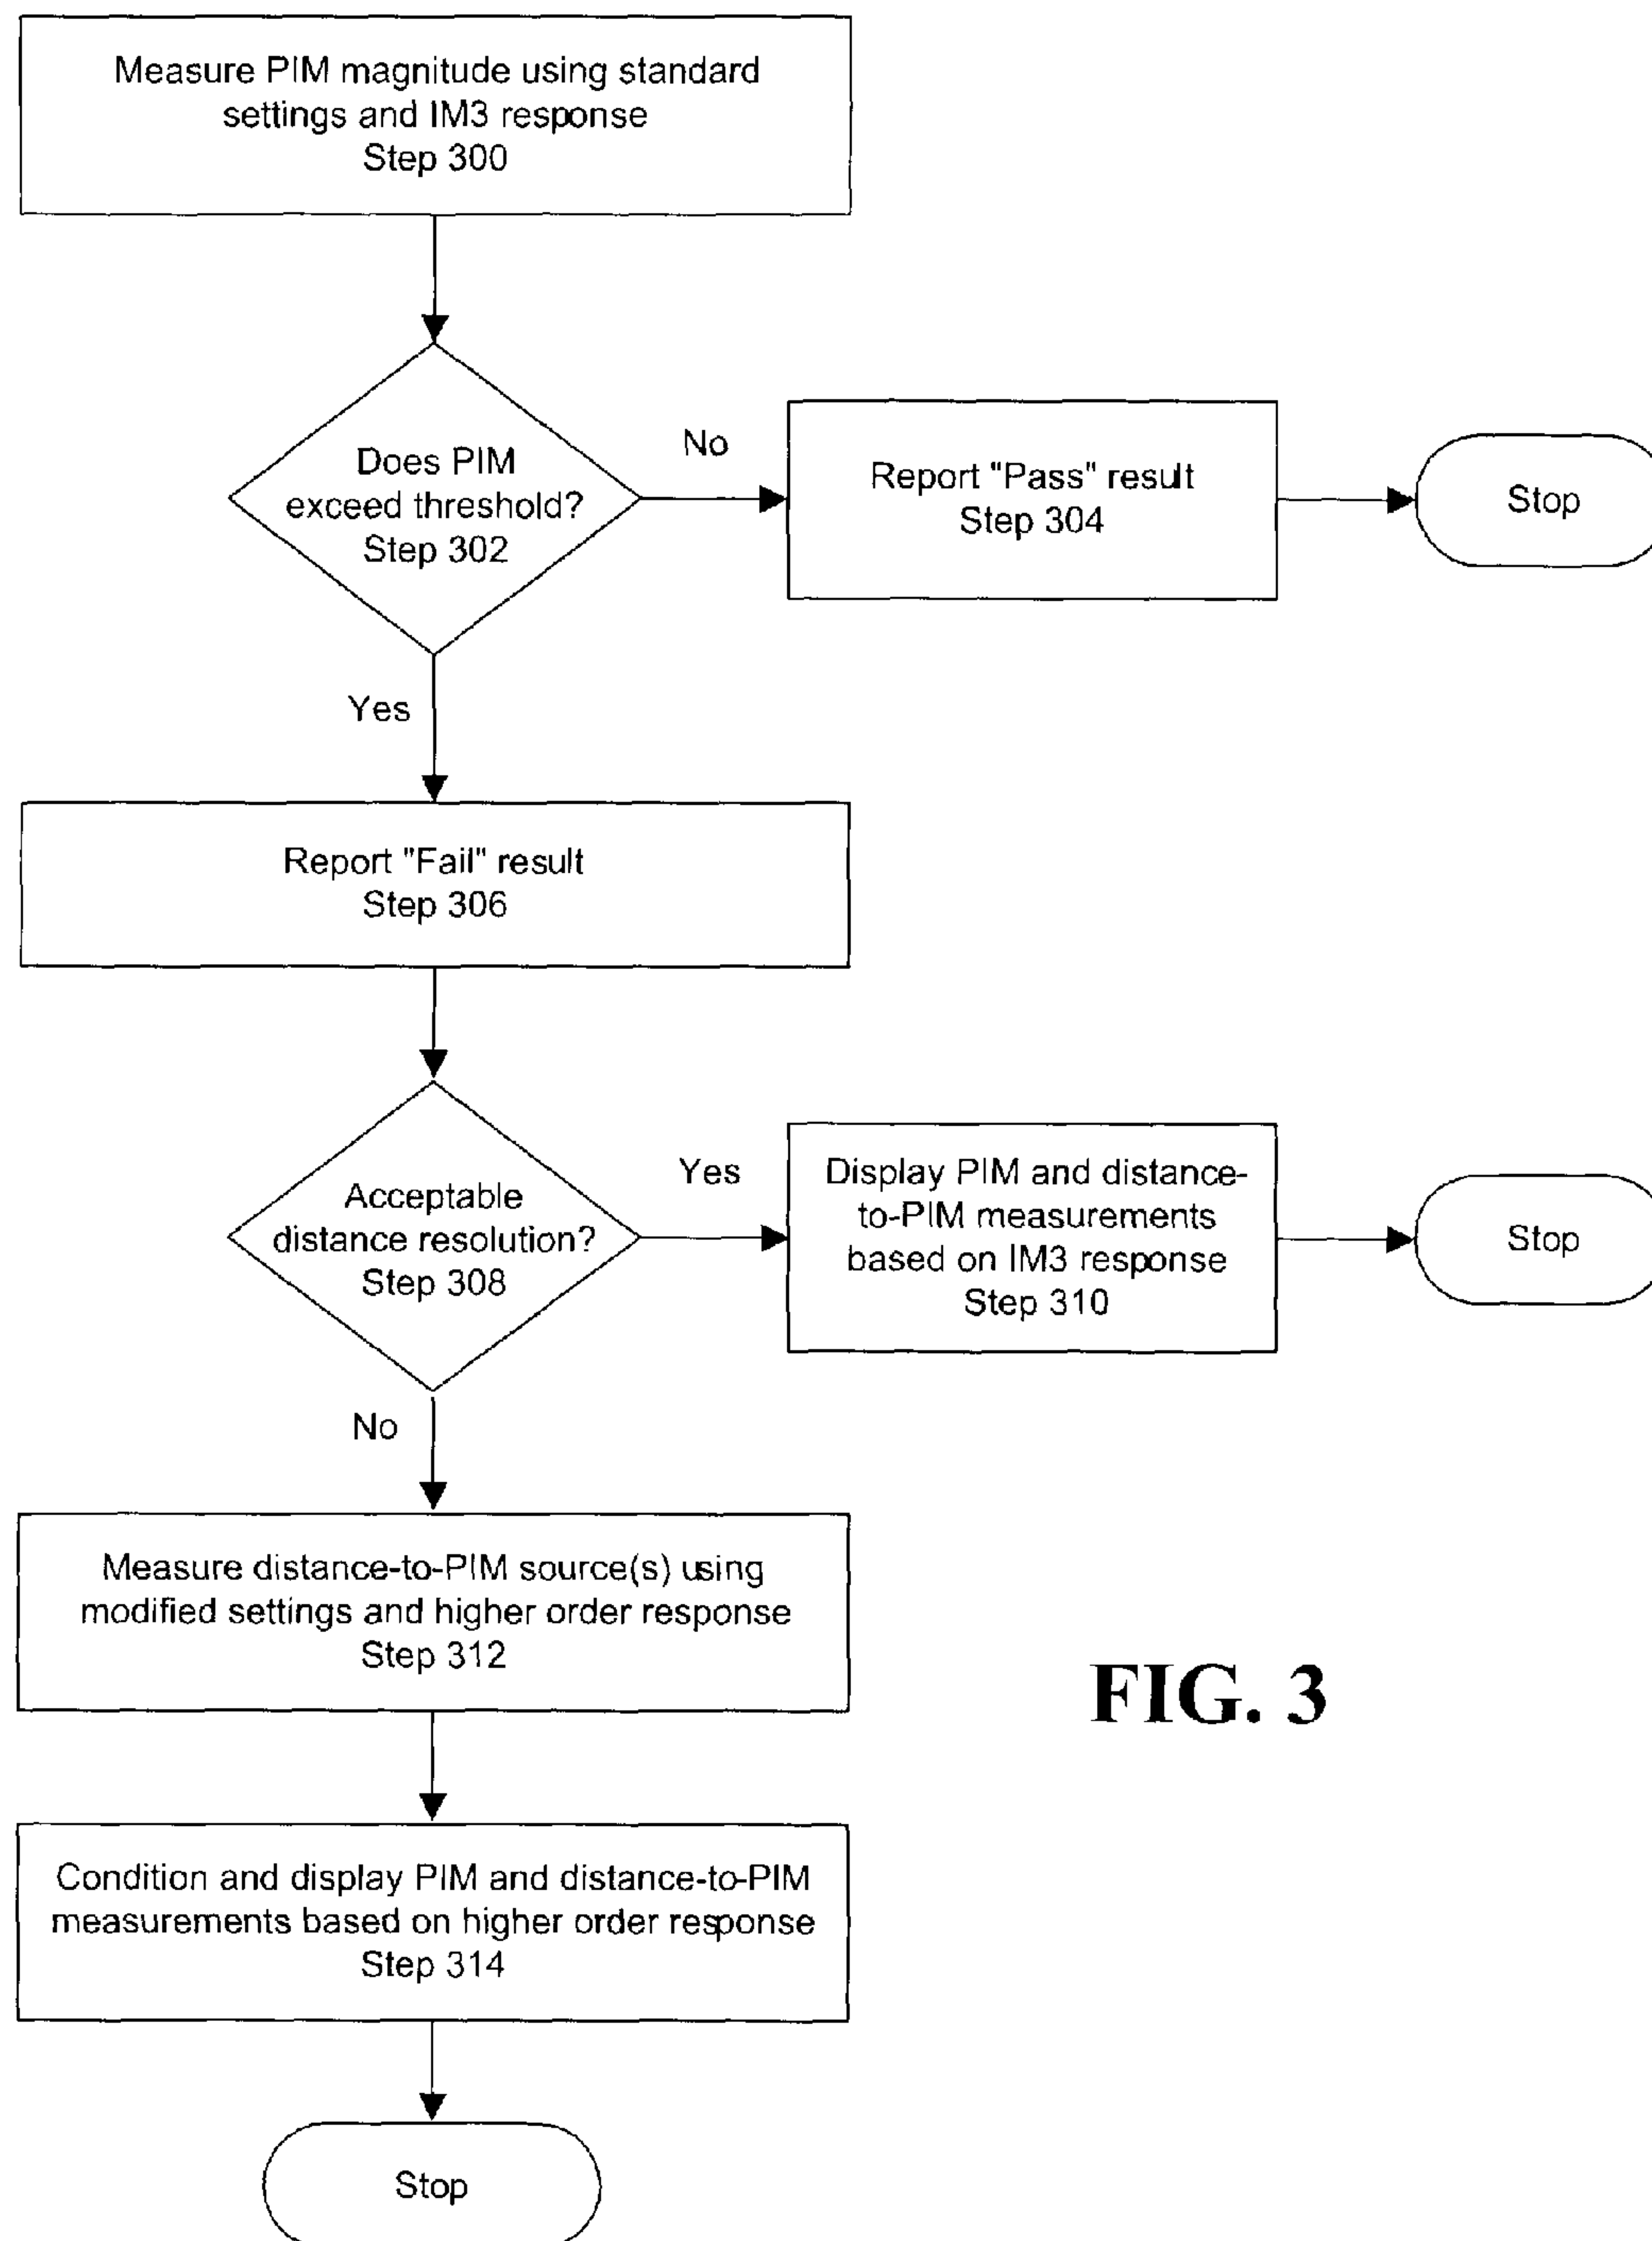 Measure PIM magnitude using standard
settings and IM3 response
Step 300
Does PIM
exceed threshold?
Step 302
No
Report "Pass" result
Step 304
Stop
Yes
Report "Fail" result
Step 306
Acceptable
distance resolution?
Step 308
Yes
Display PIM and distance-
to-PIM measurements
based on IM3 response
Step 310
Stop
No
Measure distance-to-PIM source(s) using
modified settings and higher order response
Step 312
FIG. 3
Condition and display PIM and distance-to-PIM
measurements based on higher order response
Step 314
Stop